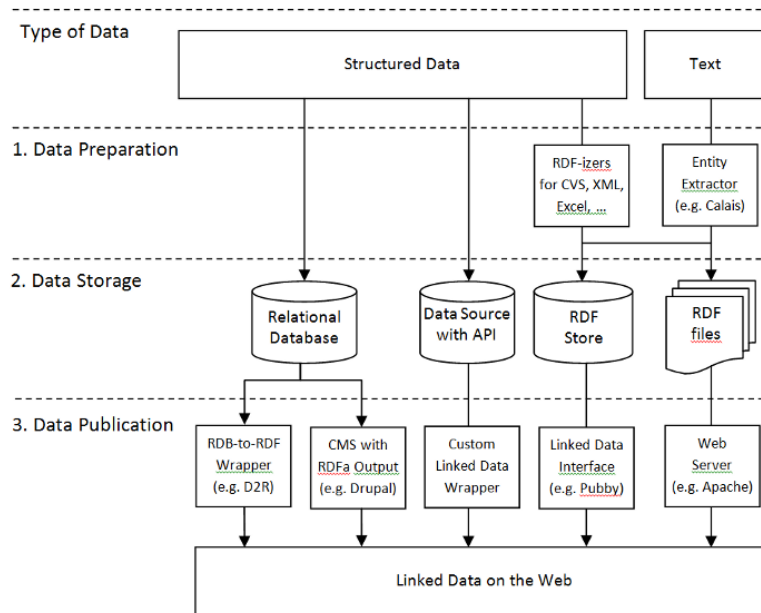 Type of Data
Structured Data
Text
1. Data Preparation
RDF-izers
for CVS, XML,
Excel, ...
Entity
Extractor
(e.g. Calais)
2. Data Storage
Relational
Database
Data Source
with API
RDF
Store
RDF
files
3. Data Publication
RDB-to-RDF
Wrapper
(e.g. D2R)
CMS with
RDFa Output
(e.g. Drupal)
Custom
Linked Data
Wrapper
Linked Data
Interface
(e.g. Pubby)
Web
Server
(e.g. Apache)
Linked Data on the Web